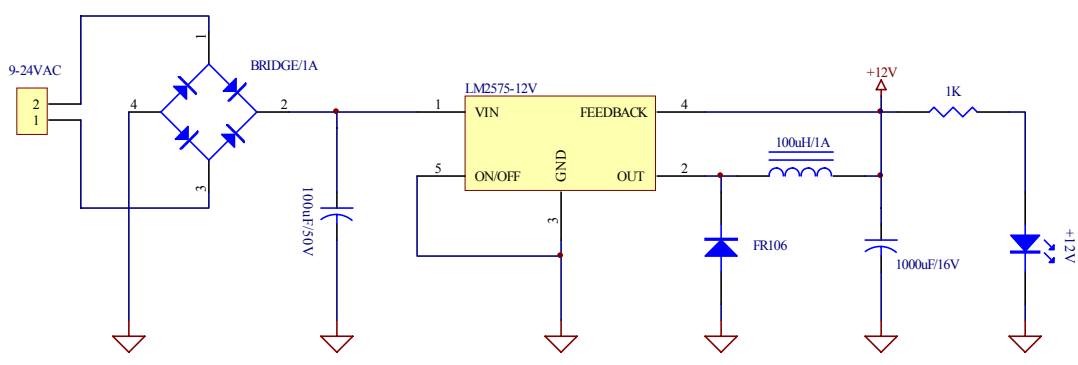 9-24VAC
2
1
1
4
2
3
BRIDGE/1A
100uF/50V
LM2575-12V
1
VIN
FEEDBACK
4
5
ON/OFF
GND
OUT
2
3
100uH/1A
FR106
+12V
1K
1000uF/16V
+12V